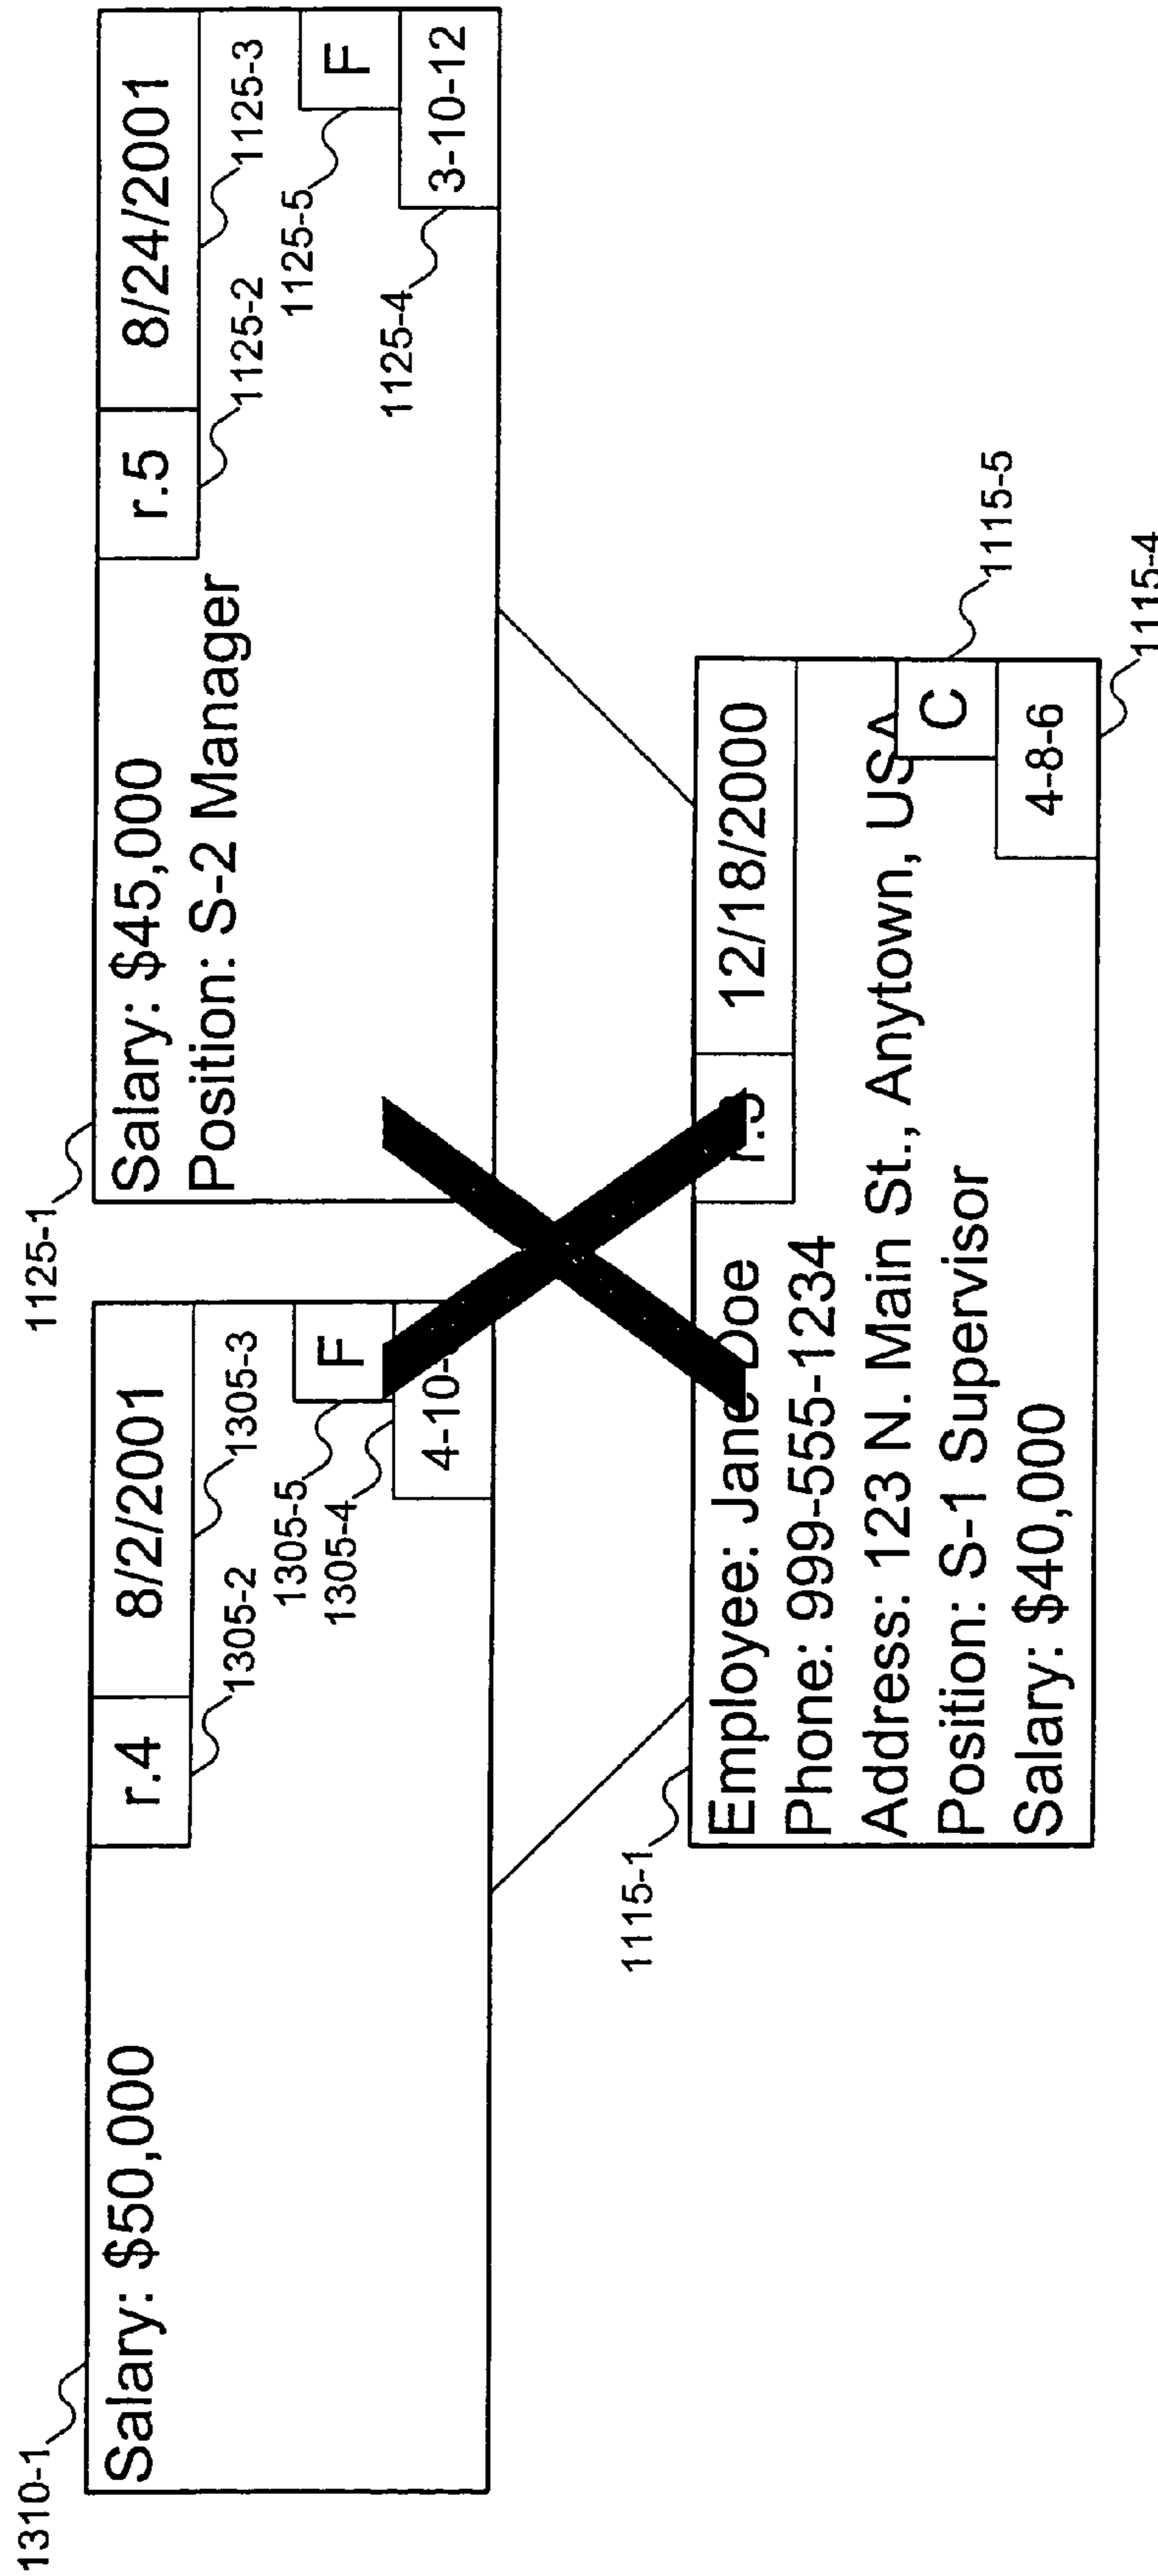 1310-1
Salary: $50,000
r.4
8/2/2001
1305-2
1305-3
F
1305-5
1305-4
1125-1
Salary: $45,000
Position: S-2 Manager
r.5
8/24/2001
1125-2
1125-3
F
1125-5
3-10-12
1125-4
1115-1
Employee: Jane Doe
12/18/2000
Phone: 999-555-1234
Address: 123 N. Main St., Anytown, USA
Position: S-1 Supervisor
Salary: $40,000
C
1115-5
4-8-6
1115-4